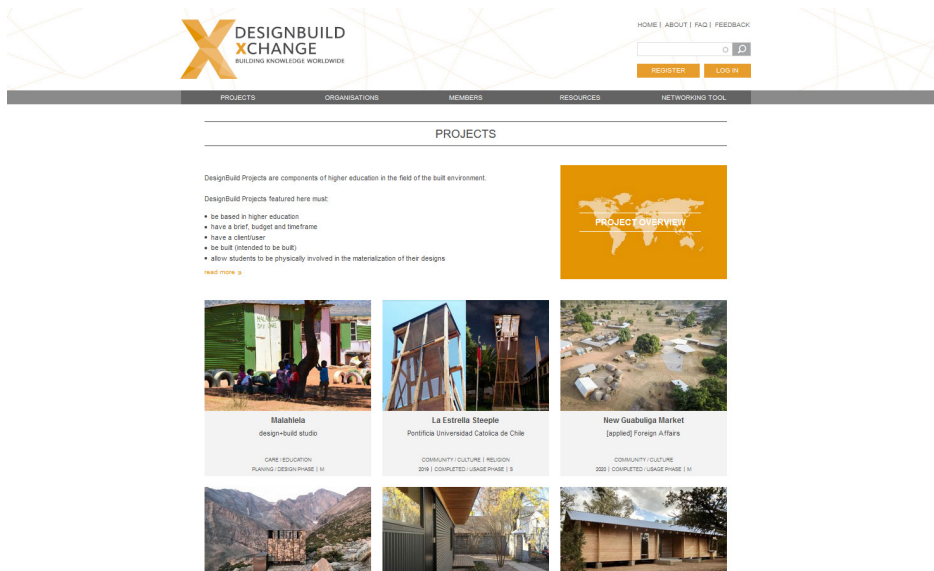 HOME | ABOUT | FAQ | FEEDBACK
DESIGNBUILD
XCHANGE
BUILDING KNOWLEDGE WORLDWIDE
REGISTER
LOG IN
PROJECTS
ORGANISATIONS
MEMBERS
RESOURCES
NETWORKING TOOL
PROJECTS
DesignBuild Projects are components of higher education in the field of the built environment.
DesignBuild Projects featured here must:
• be based in higher education
• have a brief, budget and timeframe
• have a client/user
• be built (intended to be built)
• allow students to be physically involved in the materialization of their designs
read more »
PROJECT OVERVIEW
Malahlela
design+build studio
CARE / EDUCATION
PLANING / DESIGN PHASE | M
La Estrella Steeple
Pontificia Universidad Catolica de Chile
COMMUNITY / CULTURE | RELIGION
2019 | COMPLETED / USAGE PHASE | S
New Guabuliga Market
[applied] Foreign Affairs
COMMUNITY / CULTURE
2020 | COMPLETED / USAGE PHASE | M